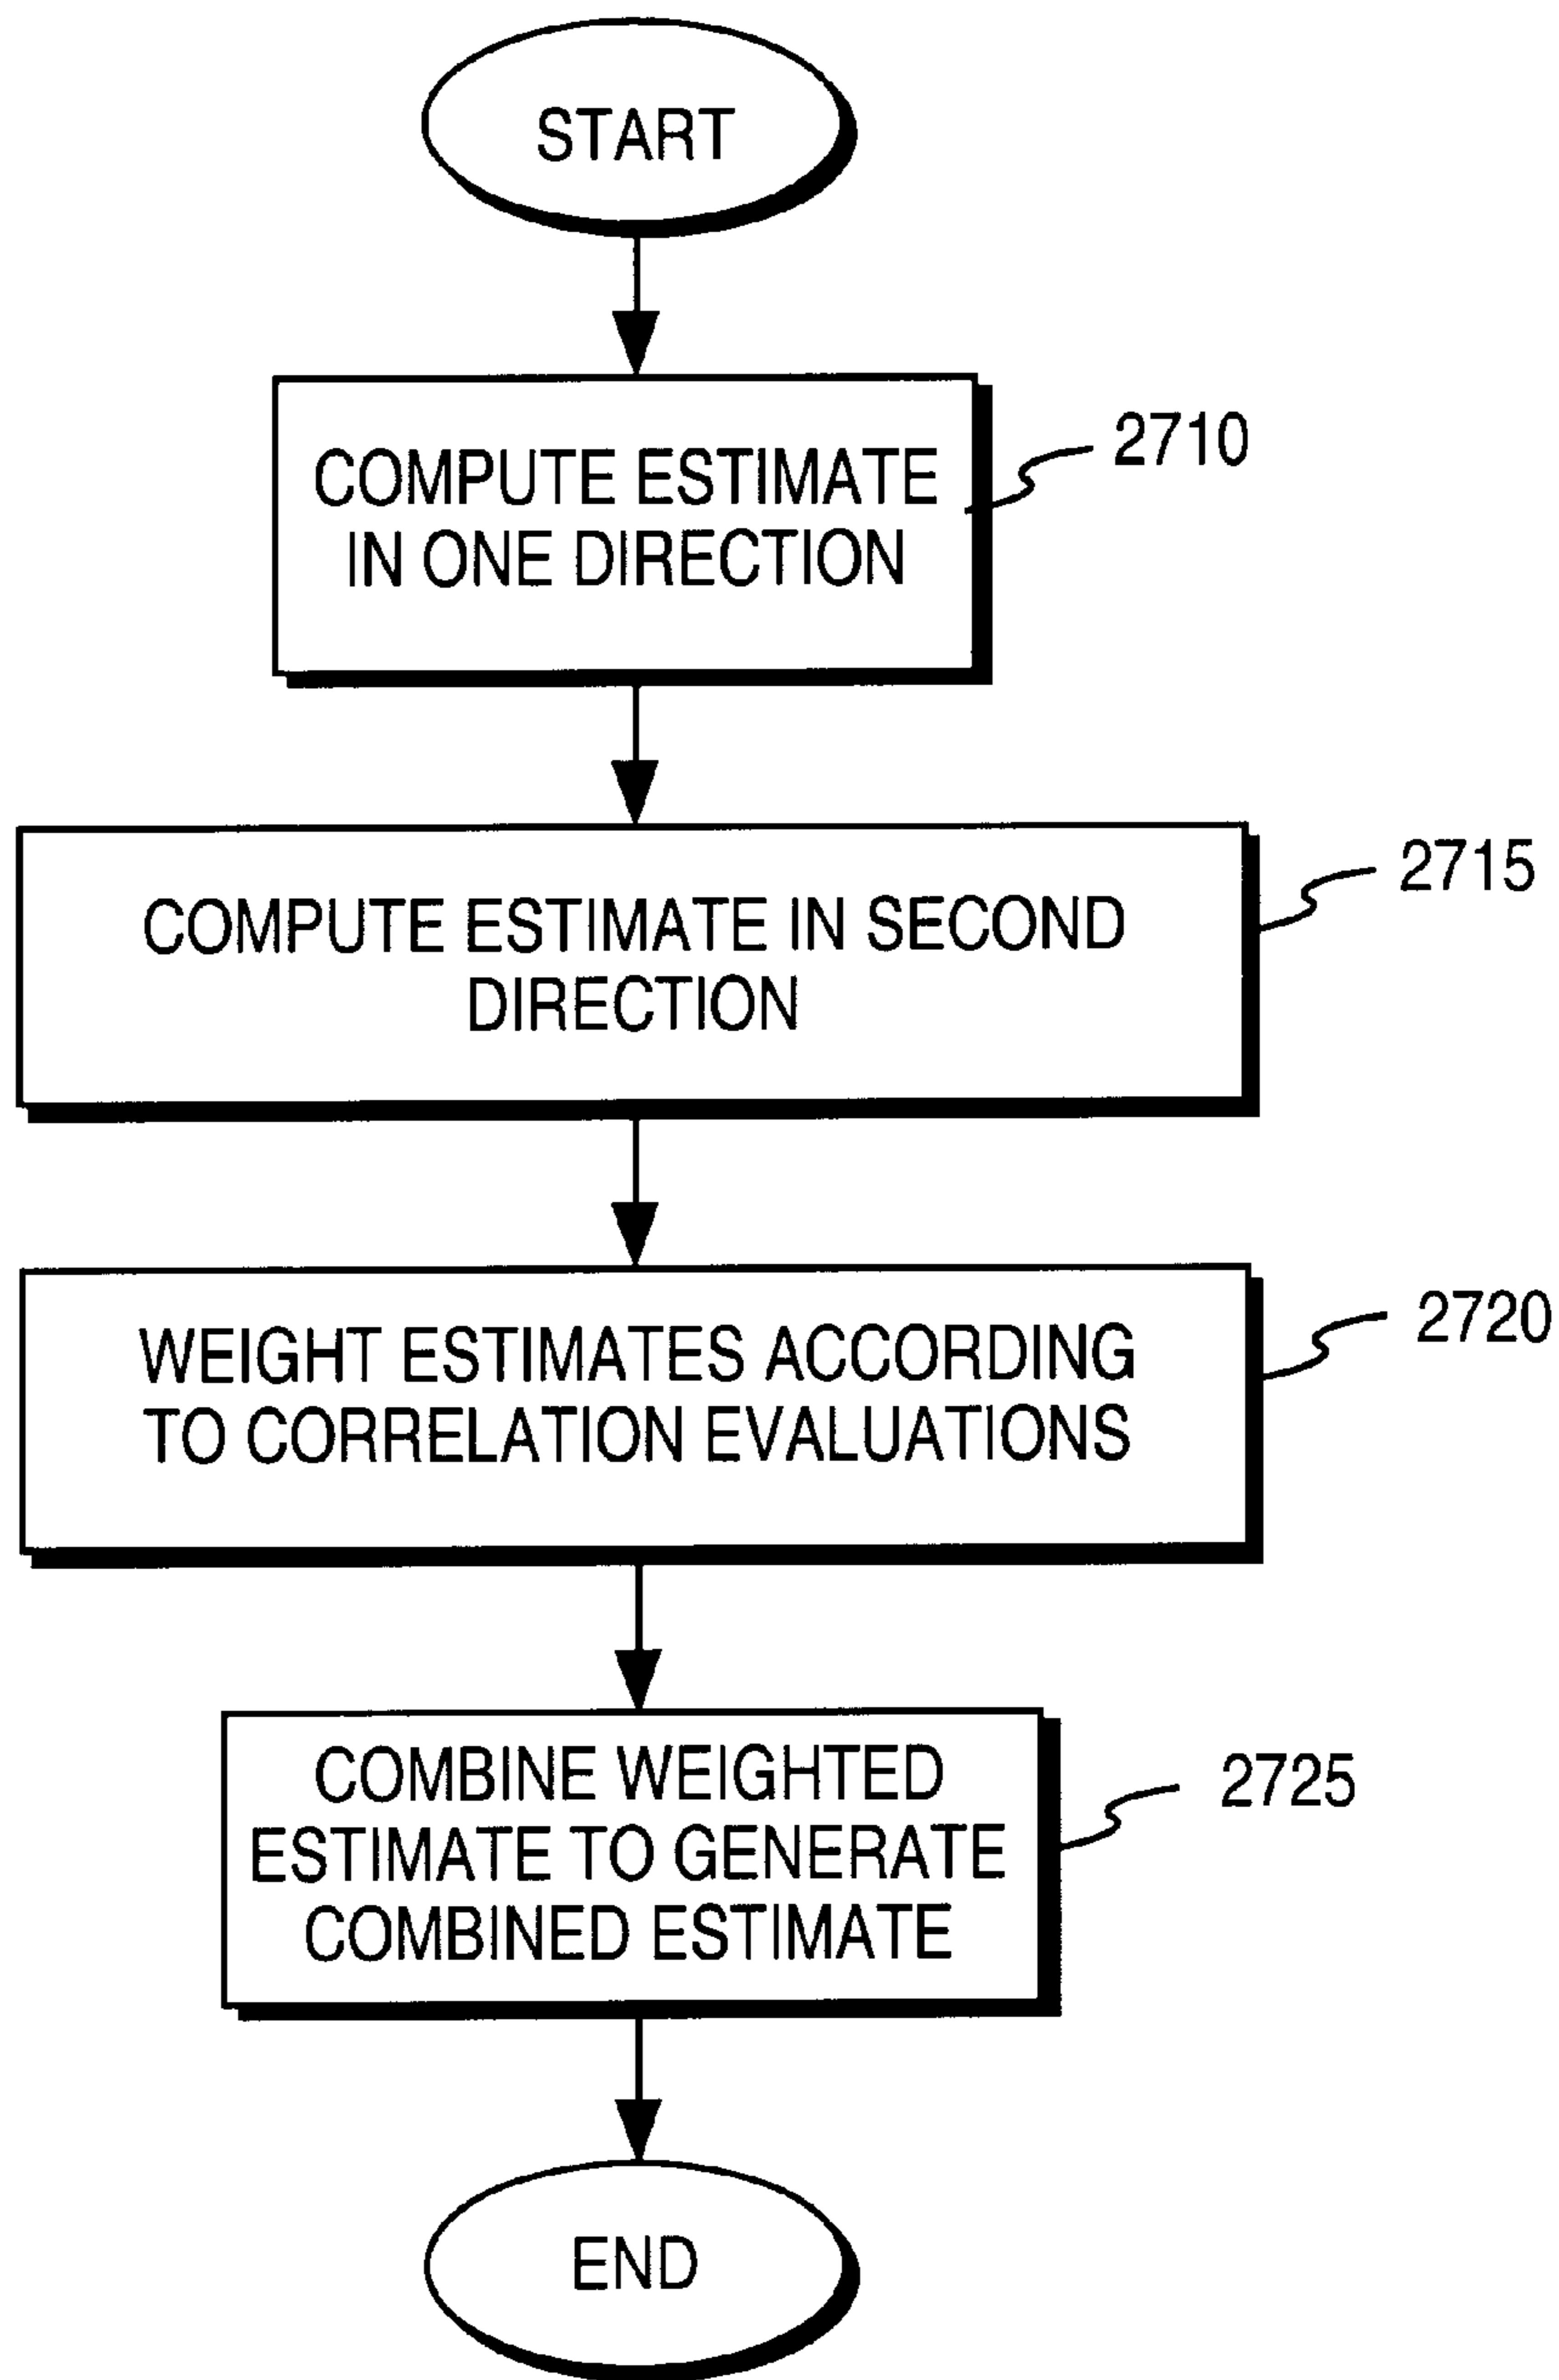 START
COMPUTE ESTIMATE
IN ONE DIRECTION
2710
COMPUTE ESTIMATE IN SECOND
DIRECTION
2715
WEIGHT ESTIMATES ACCORDING
TO CORRELATION EVALUATIONS
2720
COMBINE WEIGHTED
ESTIMATE TO GENERATE
COMBINED ESTIMATE
2725
END